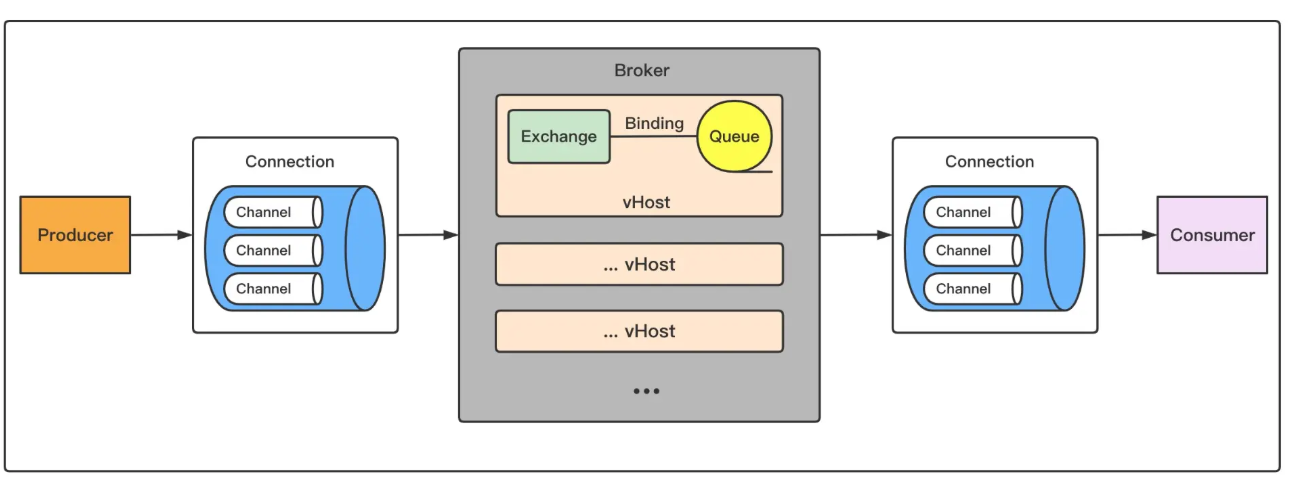 Producer
Connection
Channel
Channel
Channel
Broker
Exchange
Binding
Queue
vHost
... vHost
... vHost
...
Connection
Channel
Channel
Channel
Consumer